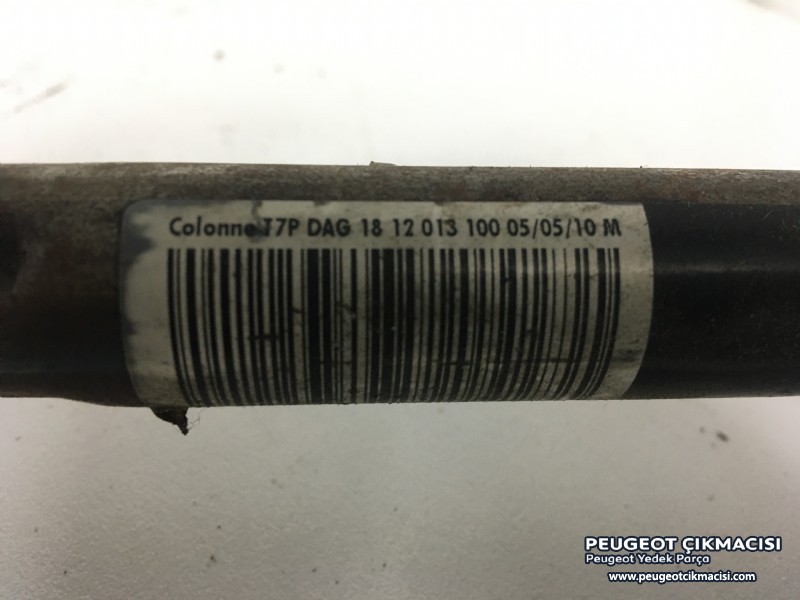 Colonne T7P DAG 18 12 013 100 05/05/10 M
PEUGEOT ÇIKMACISI
Peugeot Yedek Parça
www.peugeotcikmacisi.com